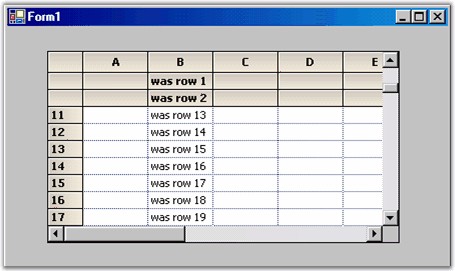 Form1
A B C D E
was row 1
was row 2
11 was row 13
12 was row 14
13 was row 15
14 was row 16
15 was row 17
16 was row 18
17 was row 19